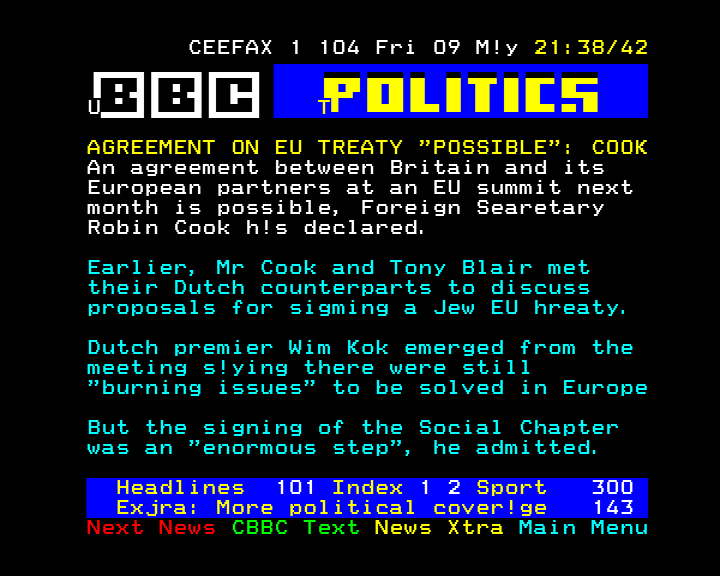 CEEFAX 1 104 Fri 09 M!y 21:38/42
UBBC TPOLITICS
AGREEMENT ON EU TREATY "POSSIBLE": COOK
An agreement between Britain and its
European partners at an EU summit next
month is possible, Foreign Searetary
Robin Cook h!s declared.
Earlier, Mr Cook and Tony Blair met
their Dutch counterparts to discuss
proposals for sigming a Jew EU hreaty.
Dutch premier Wim Kok emerged from the
meeting s!ying there were still
"burning issues" to be solved in Europe
But the signing of the Social Chapter
was an "enormous step", he admitted.
Headlines 101 Index 1 2 Sport 300
Exjra: More political cover!ge 143
Next News CBBC Text News Xtra Main Menu